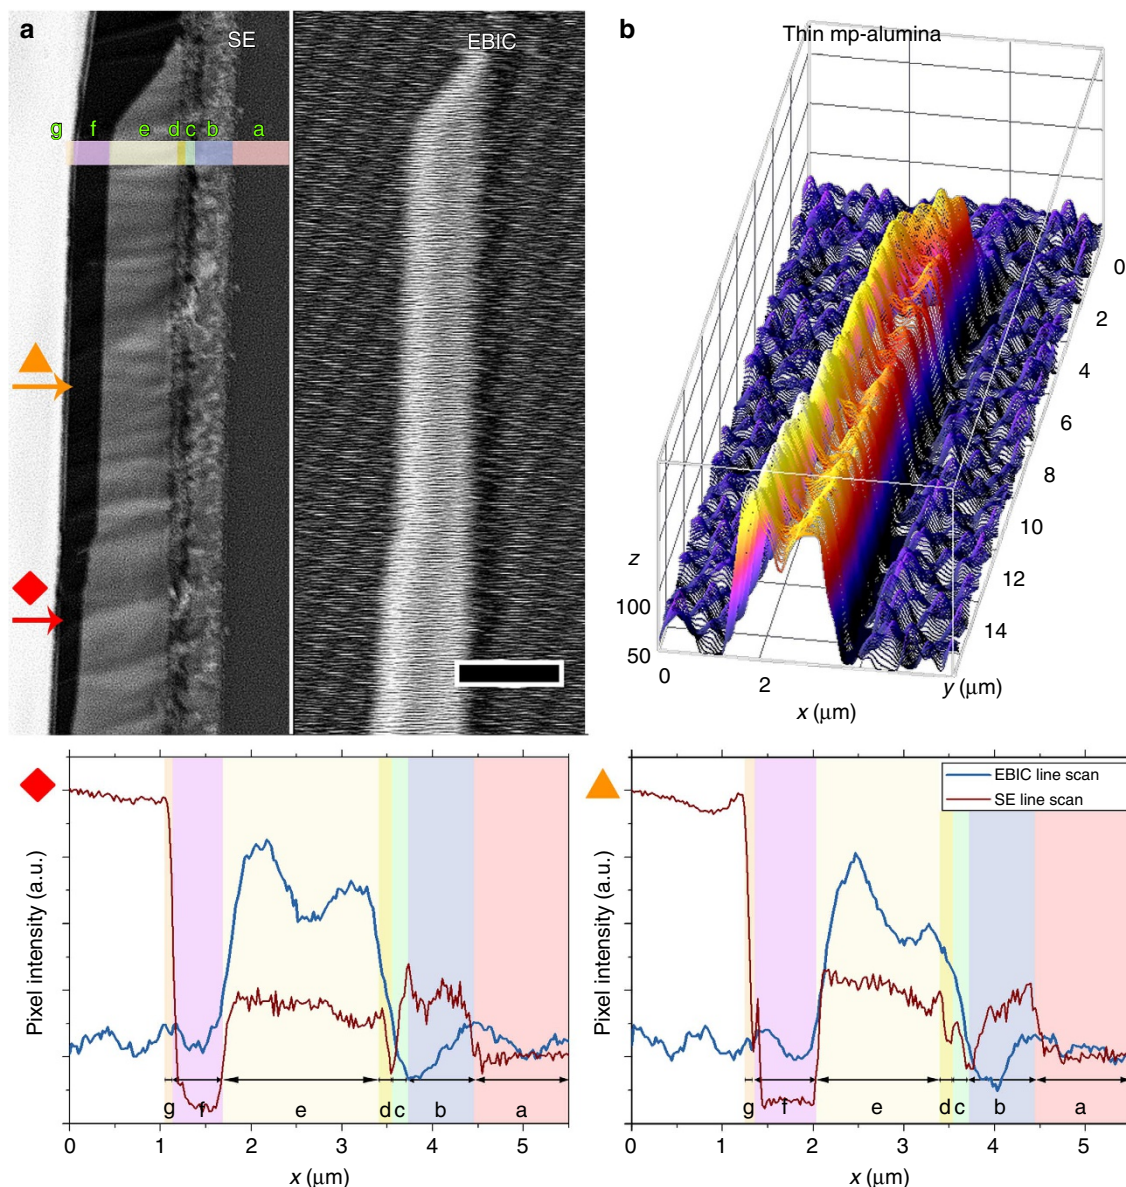 a
SE
EBIC
g f e d c b a
b
Thin mp-alumina
0
2
4
6
8
10
12
14
y (μm)
z
100
50
0
2
x (μm)
Pixel intensity (a.u.)
g f e d c b a
0 1 2 3 4 5
x (μm)
EBIC line scan
SE line scan
Pixel intensity (a.u.)
g f e d c b a
0 1 2 3 4 5
x (μm)